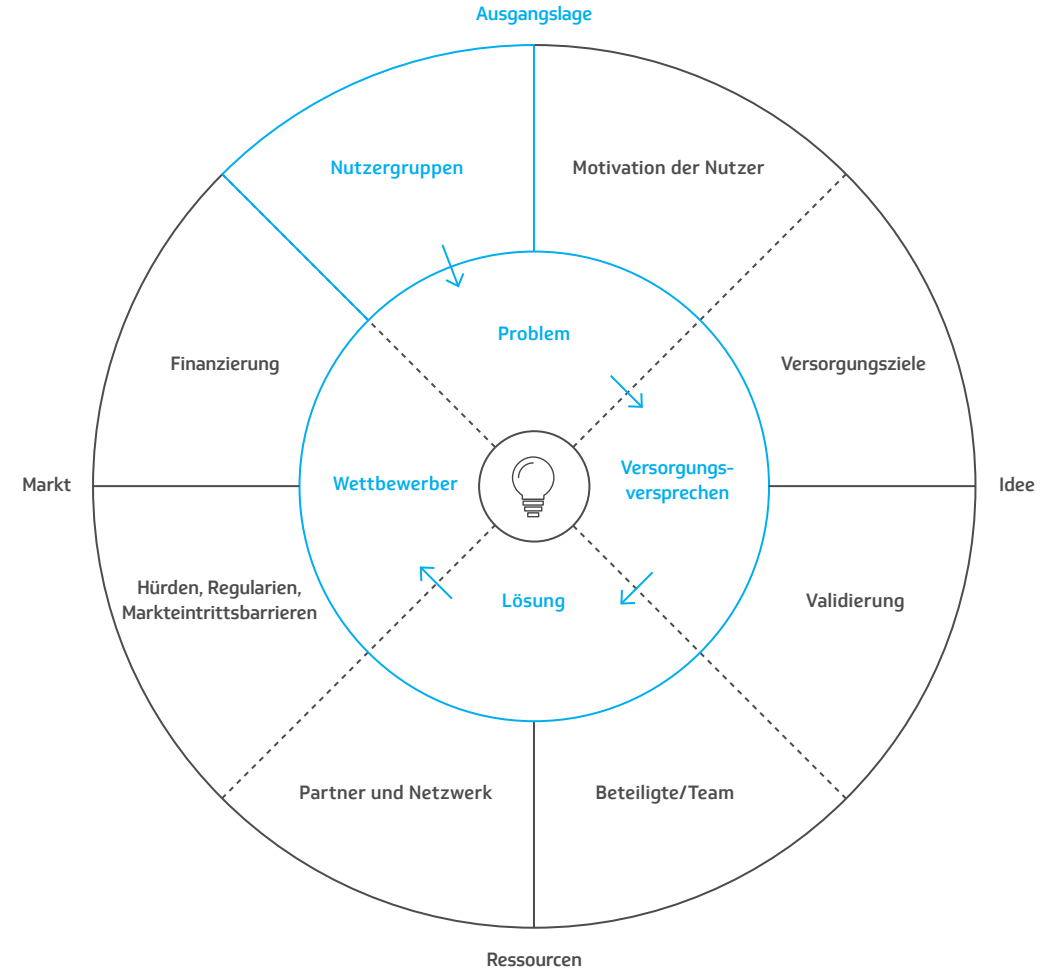 Ausgangslage
Nutzergruppen
Motivation der Nutzer
Problem
Finanzierung
Versorgungsziele
Markt
Wettbewerber
Versorgungs-
versprechen
Idee
Hürden, Regularien,
Markteintrittsbarrieren
Lösung
Validierung
Partner und Netzwerk
Beteiligte/Team
Ressourcen